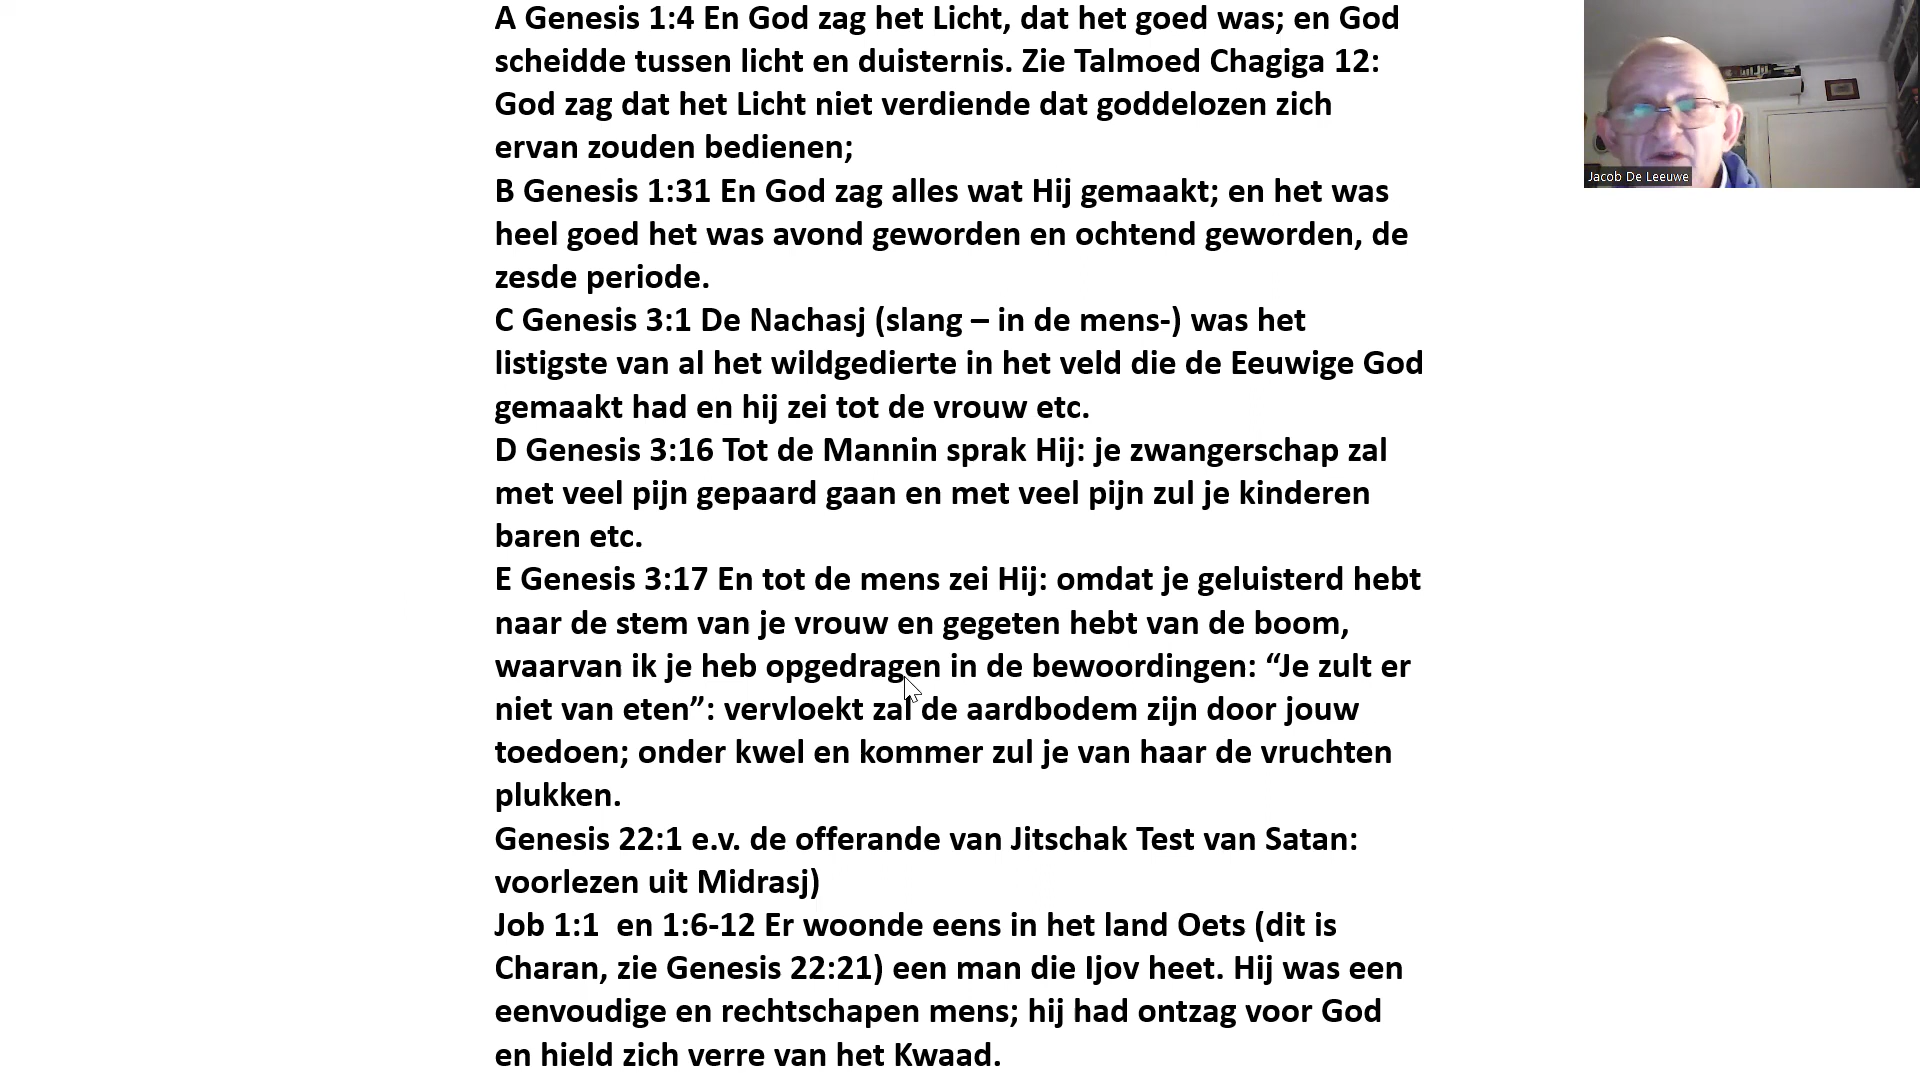 A Genesis 1:4 En God zag het Licht, dat het goed was; en God
scheidde tussen licht en duisternis. Zie Talmoed Chagiga 12:
God zag dat het Licht niet verdiende dat goddelozen zich
ervan zouden bedienen;
B Genesis 1:31 En God zag alles wat Hij gemaakt; en het was
heel goed het was avond geworden en ochtend geworden, de
zesde periode.
C Genesis 3:1 De Nachasj (slang – in de mens-) was het
listigste van al het wildgedierte in het veld die de Eeuwige God
gemaakt had en hij zei tot de vrouw etc.
D Genesis 3:16 Tot de Mannin sprak Hij: je zwangerschap zal
met veel pijn gepaard gaan en met veel pijn zul je kinderen
baren etc.
E Genesis 3:17 En tot de mens zei Hij: omdat je geluisterd hebt
naar de stem van je vrouw en gegeten hebt van de boom,
waarvan ik je heb opgedragen in de bewoordingen: “Je zult er
niet van eten”: vervloekt zal de aardbodem zijn door jouw
toedoen; onder kwel en kommer zul je van haar de vruchten
plukken.
Genesis 22:1 e.v. de offerande van Jitschak Test van Satan:
voorlezen uit Midrasj)
Job 1:1  en 1:6-12 Er woonde eens in het land Oets (dit is
Charan, zie Genesis 22:21) een man die Ijov heet. Hij was een
eenvoudige en rechtschapen mens; hij had ontzag voor God
en hield zich verre van het Kwaad.
Jacob De Leeuwe